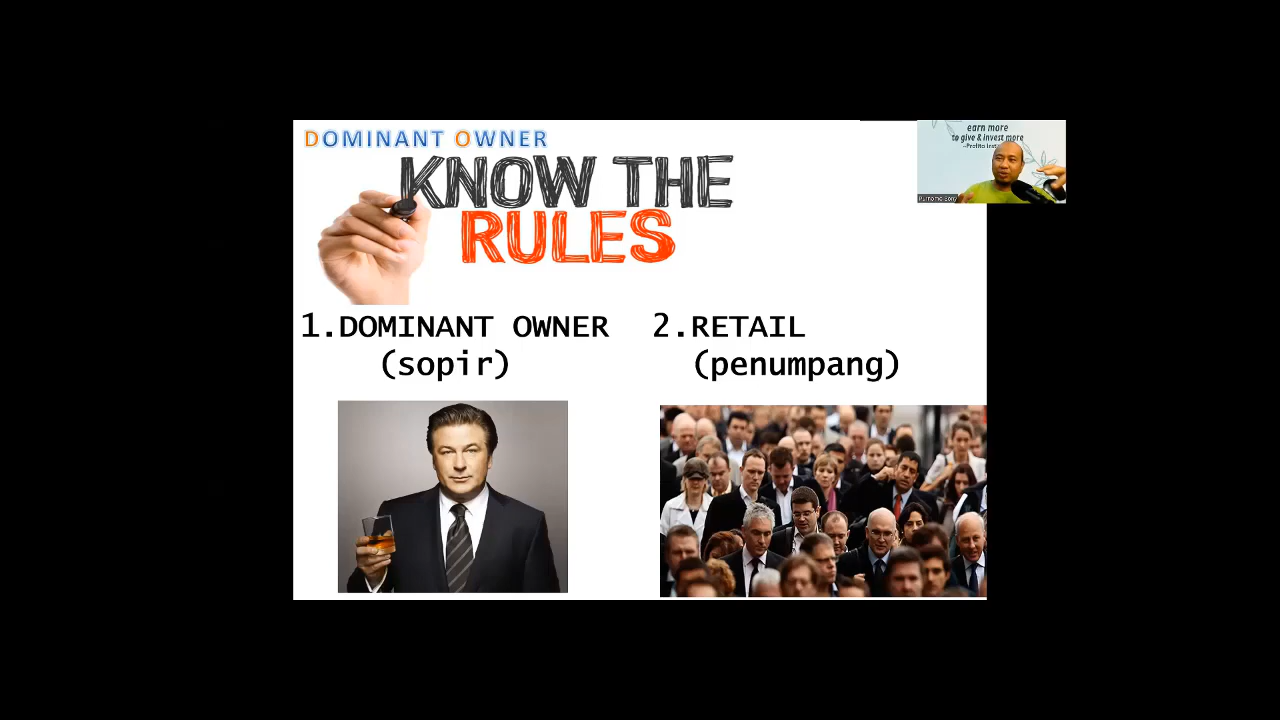 DOMINANT OWNER
KNOW THE
RULES
earn more
to give & invest more
1.DOMINANT OWNER
(sopir)
2.RETAIL
(penumpang)